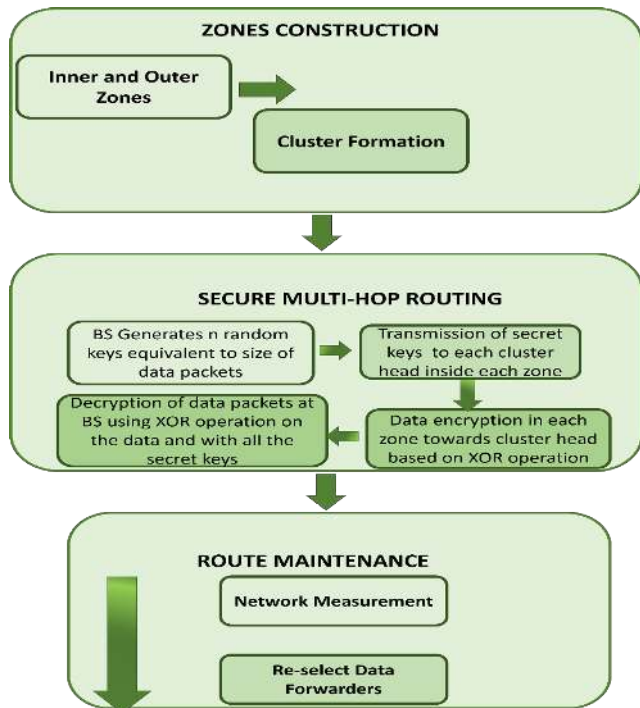 ZONES CONSTRUCTION
Inner and Outer
Zones
Cluster Formation
SECURE MULTI-HOP ROUTING
BS Generates n random
keys equivalent to size of
data packets
Transmission of secret
keys to each cluster
head inside each zone
Decryption of data packets at
BS using XOR operation on
the data and with all the
secret keys
Data encryption in each
zone towards cluster head
based on XOR operation
ROUTE MAINTENANCE
Network Measurement
Re-select Data
Forwarders